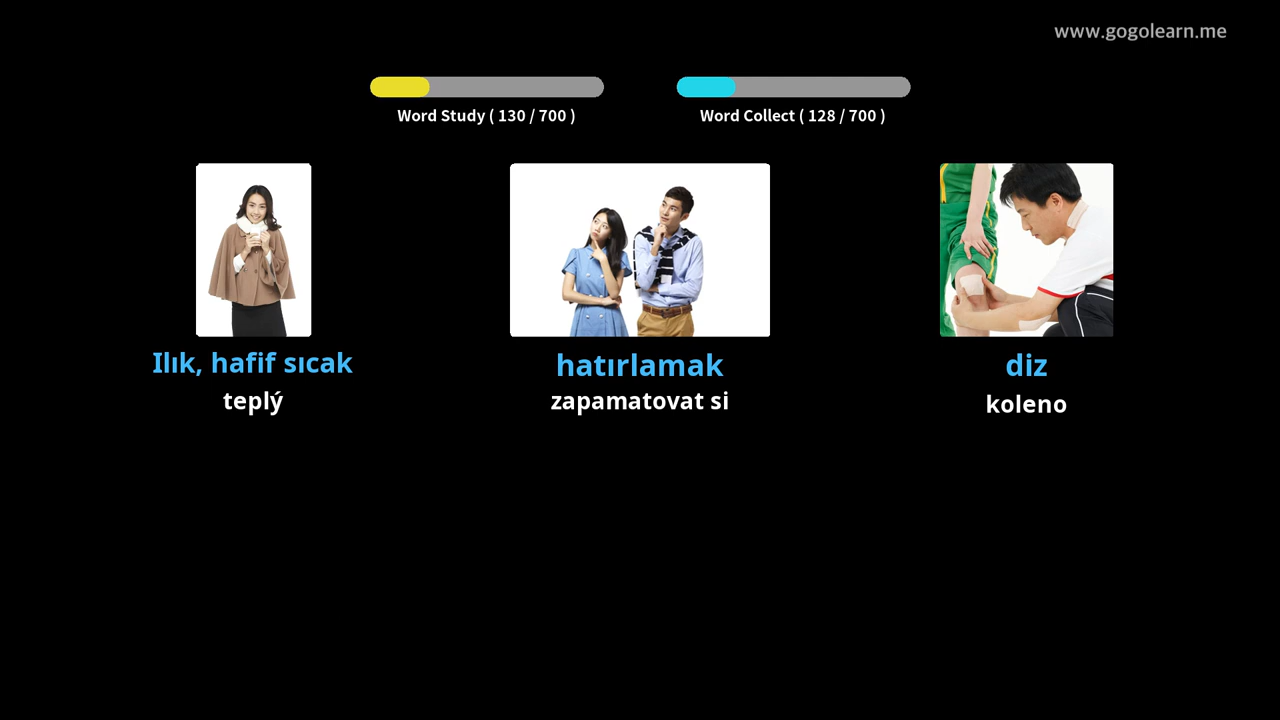 www.gogolearn.me
Word Study ( 130 / 700 )
Word Collect ( 128 / 700 )
Ilık, hafif sıcak
teplý
hatırlamak
zapamatovat si
diz
koleno